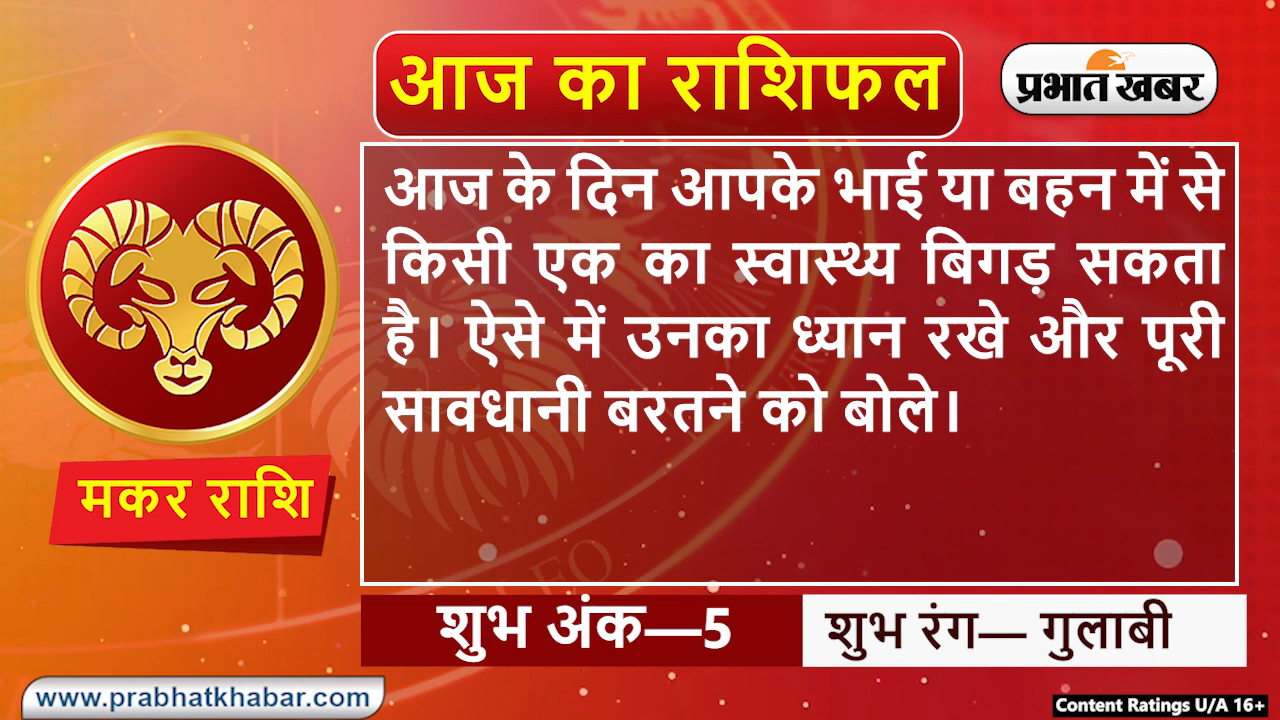 आज का राशिफल
प्रभात खबर
आज के दिन आपके भाई या बहन में से
किसी एक का स्वास्थ्य बिगड़ सकता
है। ऐसे में उनका ध्यान रखे और पूरी
सावधानी बरतने को बोले।
मकर राशि
LEO
शुभ अंक—5
शुभ रंग— गुलाबी
www.prabhatkhabar.com
Content Ratings U/A 16+